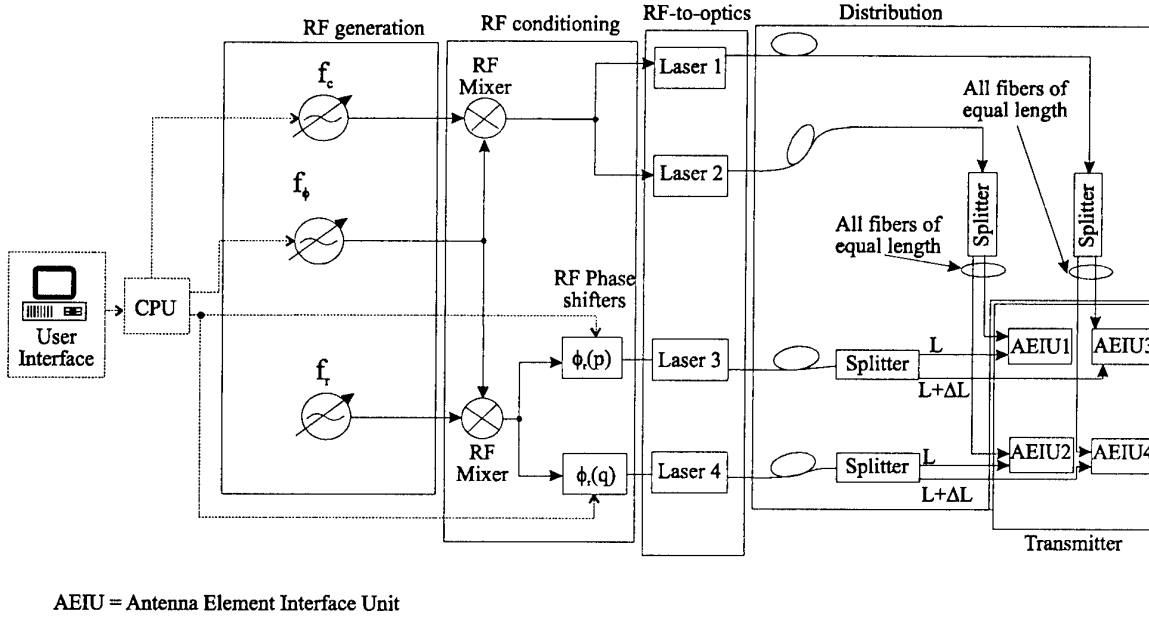 RF generation
RF conditioning
RF-to-optics
Distribution
f_c
RF
Mixer
Laser 1
All fibers of
equal length
f_ϕ
Laser 2
Splitter
Splitter
All fibers of
equal length
User
Interface
CPU
RF Phase
shifters
f_r
ϕ_r(p)
Laser 3
Splitter
L
L+ΔL
AEIU1
AEIU3
RF
Mixer
ϕ_r(q)
Laser 4
Splitter
L
L+ΔL
AEIU2
AEIU4
Transmitter
AEIU = Antenna Element Interface Unit